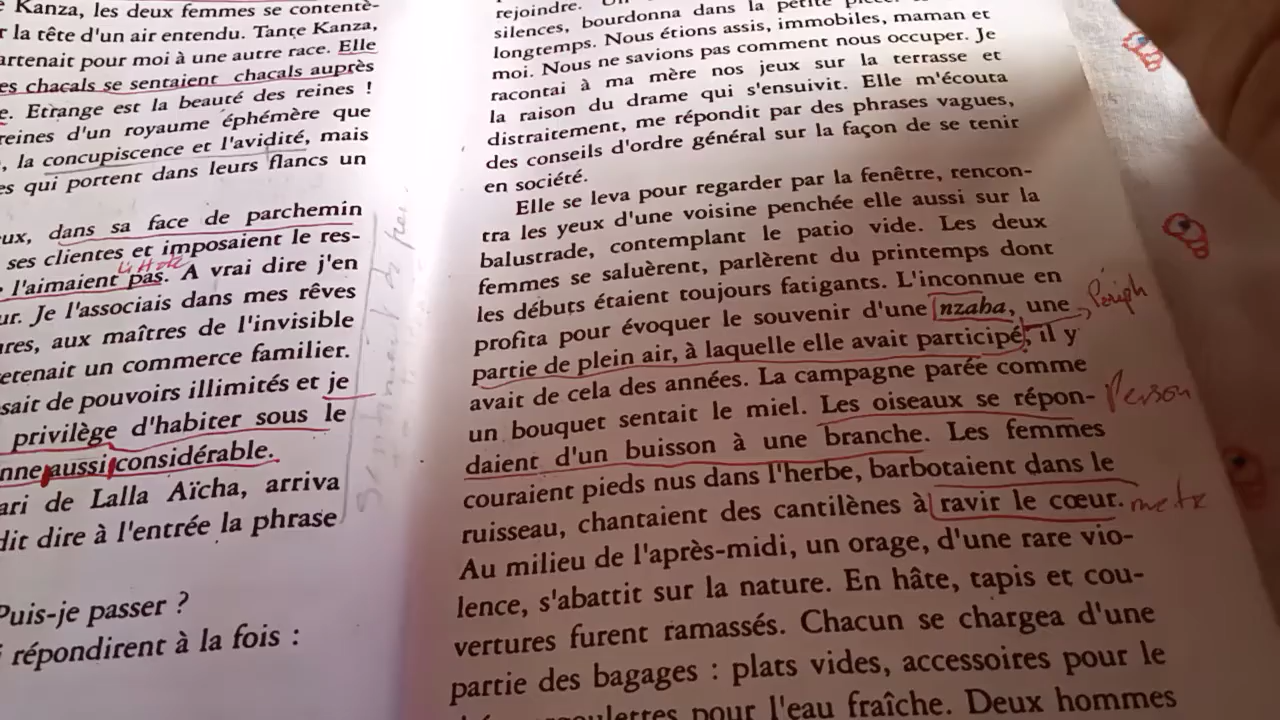 Kanza, les deux femmes se contentè-
r la tête d'un air entendu. Tante Kanza,
artenait pour moi à une autre race. Elle
es chacals se sentaient chacals auprès
e. Etrange est la beauté des reines !
reines d'un royaume éphémère que
, la concupiscence et l'avidité, mais
es qui portent dans leurs flancs un
eux, dans sa face de parchemin
ses clientes et imposaient le res-
l'aimaient pas. A vrai dire j'en
ur. Je l'associais dans mes rêves
res, aux maîtres de l'invisible
etenait un commerce familier.
sait de pouvoirs illimités et je
privilège d'habiter sous le
nne aussi considérable.
ari de Lalla Aïcha, arriva
dit dire à l'entrée la phrase
Puis-je passer ?
répondirent à la fois :
rejoindre.
silences, bourdonna dans la petite
longtemps. Nous étions assis, immobiles, maman et
moi. Nous ne savions pas comment nous occuper. Je
racontai à ma mère nos jeux sur la terrasse et
la raison du drame qui s'ensuivit. Elle m'écouta
distraitement, me répondit par des phrases vagues,
des conseils d'ordre général sur la façon de se tenir
en société.
Elle se leva pour regarder par la fenêtre, rencon-
tra les yeux d'une voisine penchée elle aussi sur la
balustrade, contemplant le patio vide. Les deux
femmes se saluèrent, parlèrent du printemps dont
les débuts étaient toujours fatigants. L'inconnue en
profita pour évoquer le souvenir d'une nzaha, une Périph
partie de plein air, à laquelle elle avait participé, il y
avait de cela des années. La campagne parée comme
un bouquet sentait le miel. Les oiseaux se répon- Person
daient d'un buisson à une branche. Les femmes
couraient pieds nus dans l'herbe, barbotaient dans le
ruisseau, chantaient des cantilènes à ravir le cœur.
Au milieu de l'après-midi, un orage, d'une rare vio-
lence, s'abattit sur la nature. En hâte, tapis et cou-
vertures furent ramassés. Chacun se chargea d'une
partie des bagages : plats vides, accessoires pour le
pour l'eau fraîche. Deux hommes